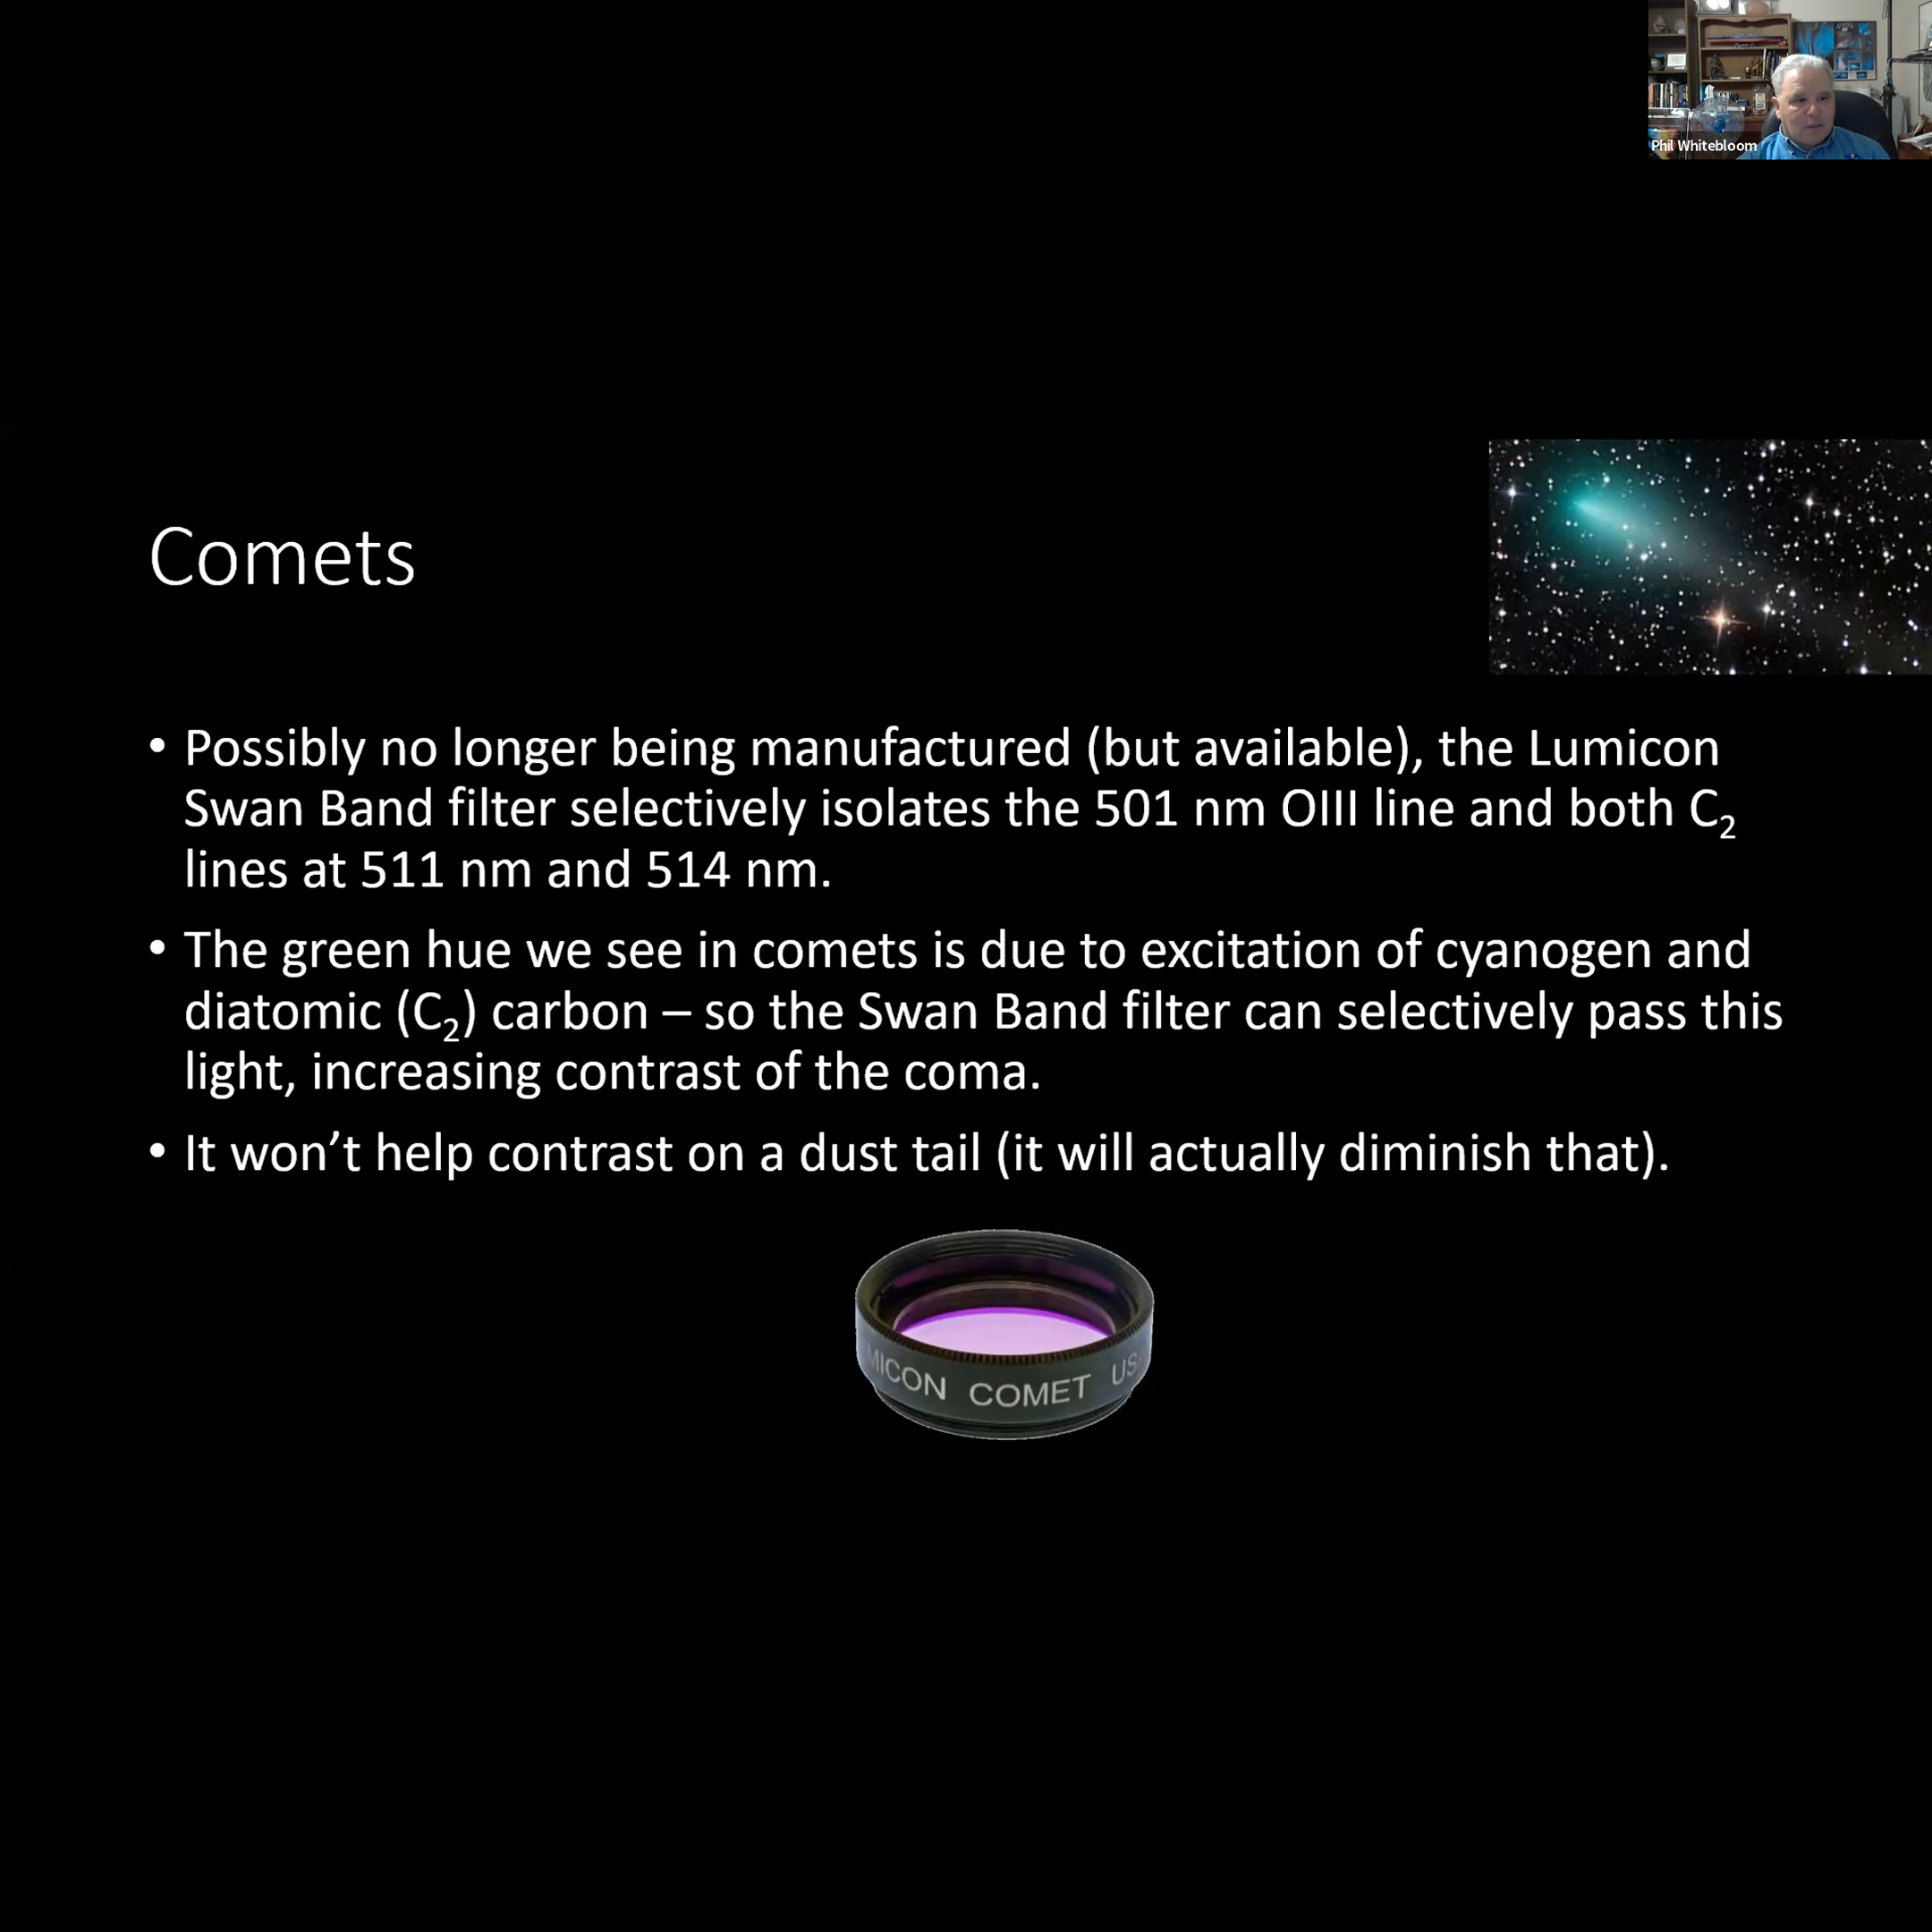 Phil Whitebloom
Comets
• Possibly no longer being manufactured (but available), the Lumicon
Swan Band filter selectively isolates the 501 nm OIII line and both C₂
lines at 511 nm and 514 nm.
• The green hue we see in comets is due to excitation of cyanogen and
diatomic (C₂) carbon – so the Swan Band filter can selectively pass this
light, increasing contrast of the coma.
• It won’t help contrast on a dust tail (it will actually diminish that).
MICON COMET US